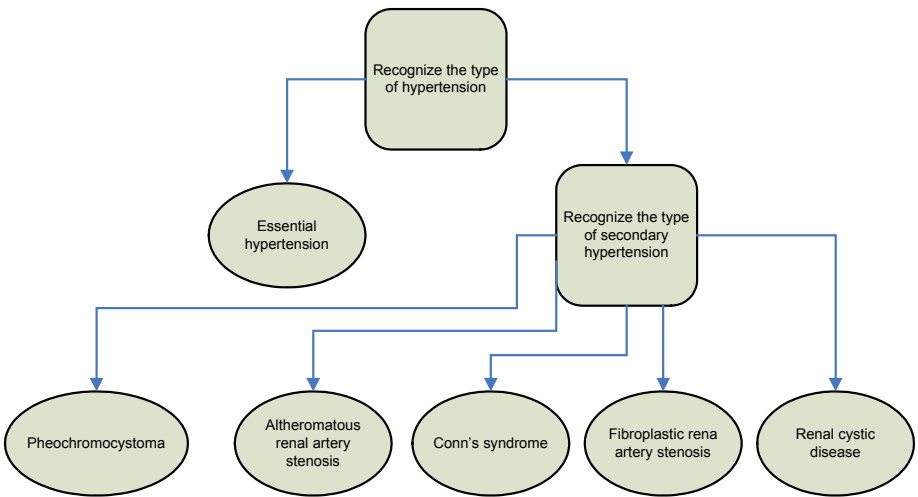 Recognize the type
of hypertension
Essential
hypertension
Recognize the type
of secondary
hypertension
Pheochromocystoma
Altheromatous
renal artery
stenosis
Conn's syndrome
Fibroplastic rena
artery stenosis
Renal cystic
disease